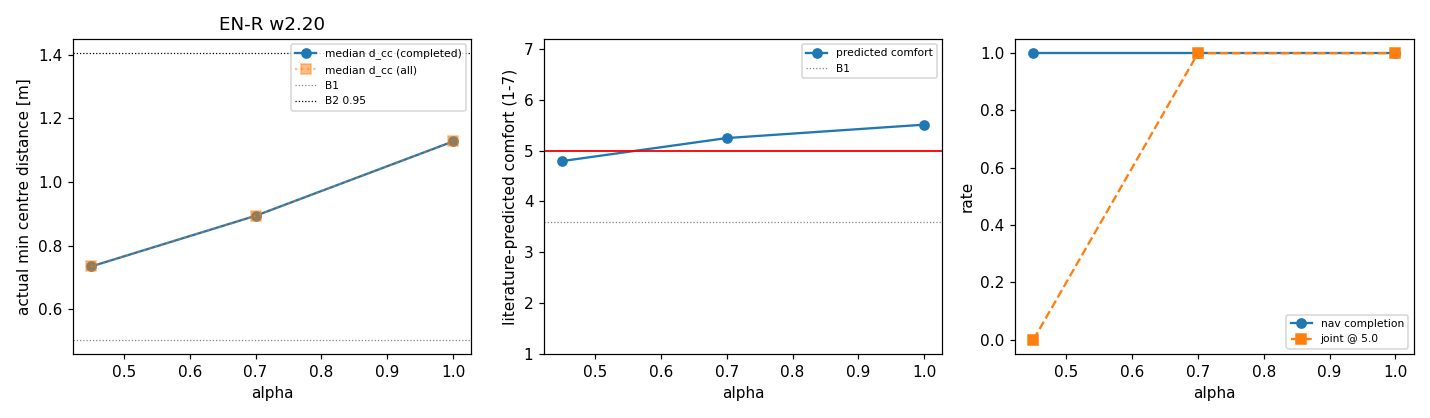 EN-R w2.20
actual min centre distance [m]
1.4
1.2
1.0
0.8
0.6
median d_cc (completed)
median d_cc (all)
B1
B2 0.95
0.5
0.6
0.7
0.8
0.9
1.0
alpha
literature-predicted comfort (1-7)
7
6
5
4
3
2
1
predicted comfort
B1
0.5
0.6
0.7
0.8
0.9
1.0
alpha
rate
1.0
0.8
0.6
0.4
0.2
0.0
nav completion
joint @ 5.0
0.5
0.6
0.7
0.8
0.9
1.0
alpha